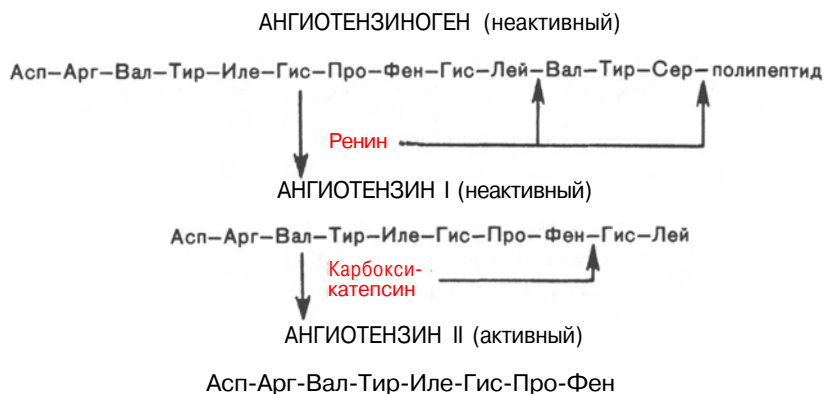 АНГИОТЕНЗИНОГЕН (неактивный)
Асп—Арг—Вал—Тир—Иле—Гис—Про—Фен—Гис—Лей—Вал—Тир—Сер—полипептид
Ренин
АНГИОТЕНЗИН I (неактивный)
Асп—Арг—Вал—Тир—Иле—Гис—Про—Фен—Гис—Лей
Карбокси-
катепсин
АНГИОТЕНЗИН II (активный)
Асп-Арг-Вал-Тир-Иле-Гис-Про-Фен